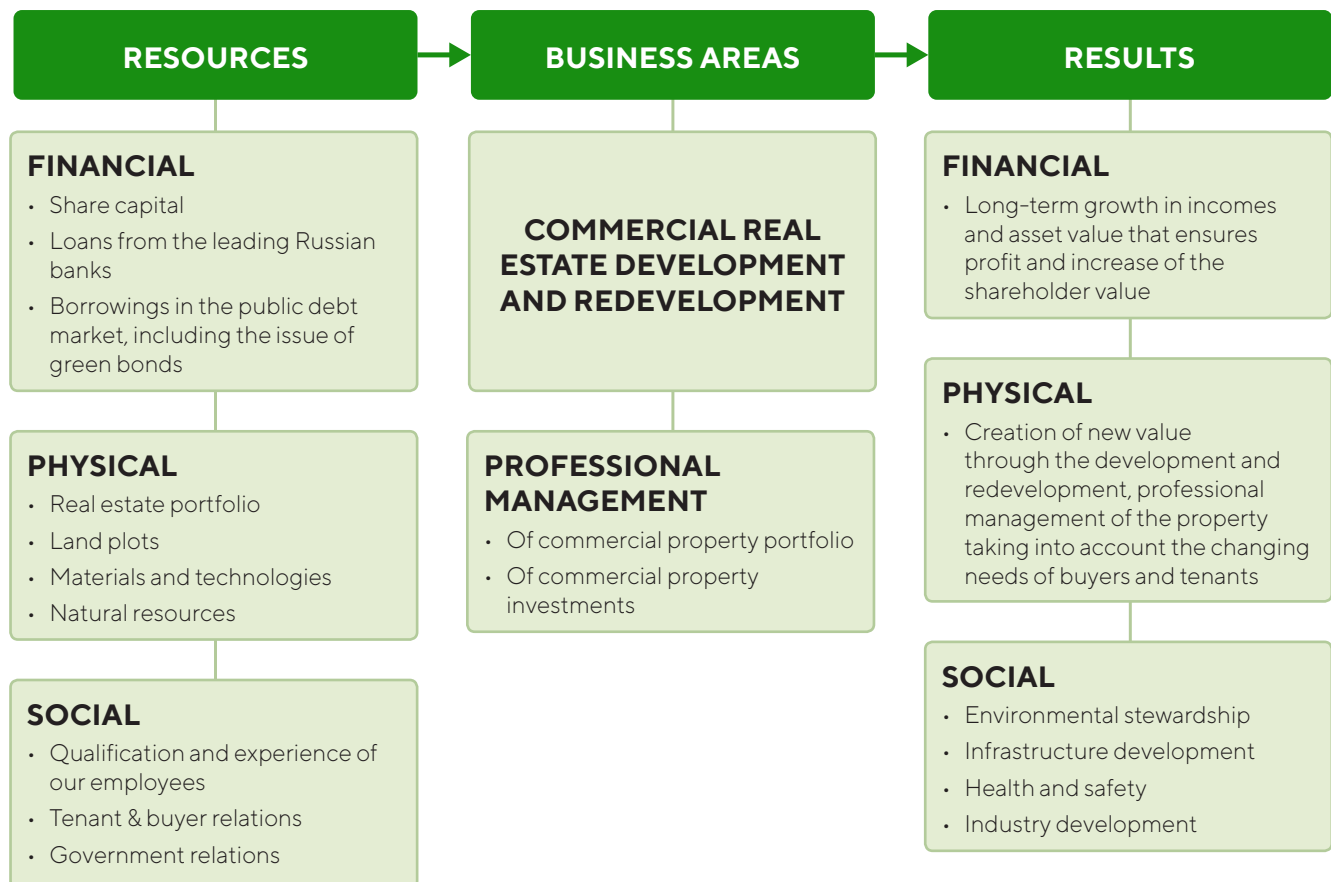 RESOURCES
FINANCIAL
• Share capital
• Loans from the leading Russian
banks
• Borrowings in the public debt
market, including the issue of
green bonds
PHYSICAL
• Real estate portfolio
• Land plots
• Materials and technologies
• Natural resources
SOCIAL
• Qualification and experience of
our employees
• Tenant & buyer relations
• Government relations
BUSINESS AREAS
COMMERCIAL REAL
ESTATE DEVELOPMENT
AND REDEVELOPMENT
PROFESSIONAL
MANAGEMENT
• Of commercial property portfolio
• Of commercial property
investments
RESULTS
FINANCIAL
• Long-term growth in incomes
and asset value that ensures
profit and increase of the
shareholder value
PHYSICAL
• Creation of new value
through the development and
redevelopment, professional
management of the property
taking into account the changing
needs of buyers and tenants
SOCIAL
• Environmental stewardship
• Infrastructure development
• Health and safety
• Industry development